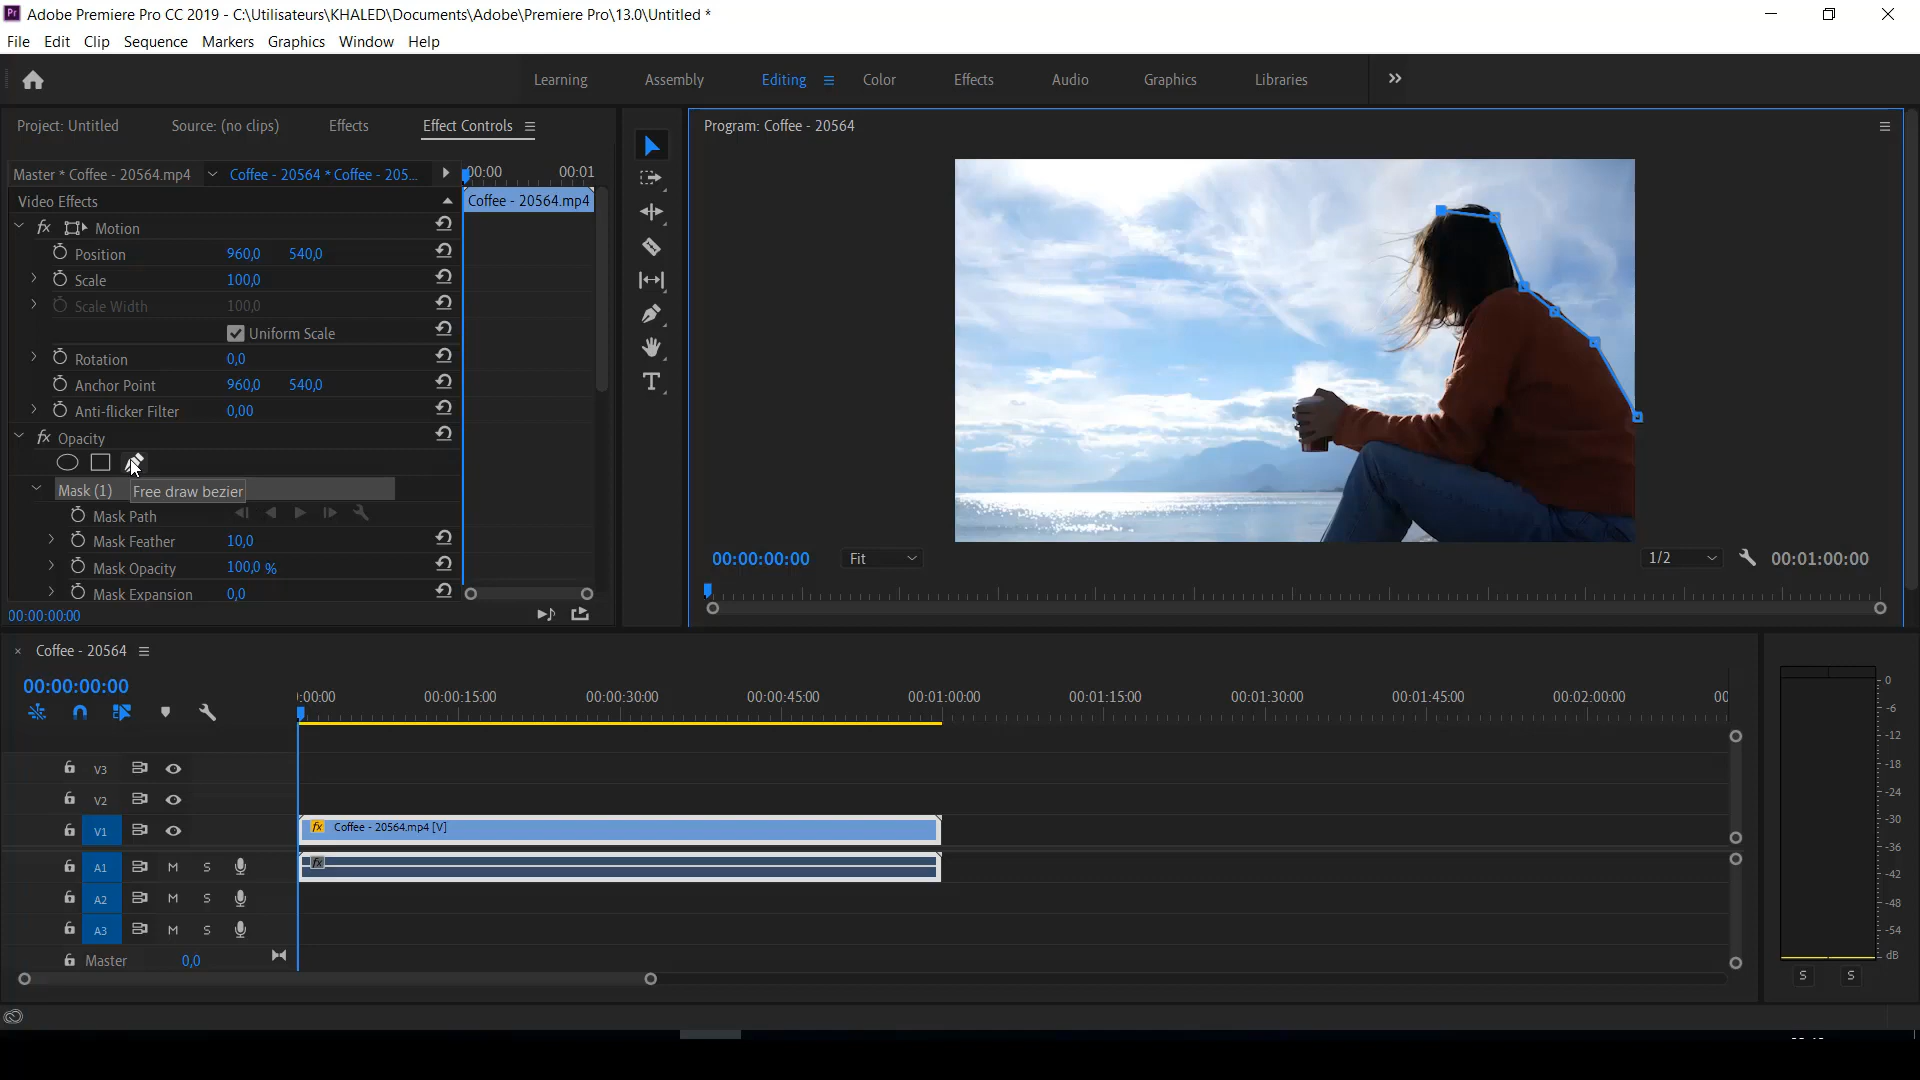 Adobe Premiere Pro CC 2019 - C:\Utilisateurs\KHALED\Documents\Adobe\Premiere Pro\13.0\Untitled *
File Edit Clip Sequence Markers Graphics Window Help
Learning Assembly Editing Color Effects Audio Graphics Libraries
Project: Untitled Source: (no clips) Effects Effect Controls
Program: Coffee - 20564
Master * Coffee - 20564.mp4 Coffee - 20564 * Coffee - 205... :00:00 00:01
Video Effects Coffee - 20564.mp4
fx Motion
Position 960,0 540,0
Scale 100,0
Scale Width 100,0
Uniform Scale
Rotation 0,0
Anchor Point 960,0 540,0
Anti-flicker Filter 0,00
fx Opacity
Mask (1) Free draw bezier
Mask Path
Mask Feather 10,0
Mask Opacity 100,0 %
Mask Expansion 0,0
00:00:00:00
00:00:00:00 Fit 1/2 00:01:00:00
× Coffee - 20564
00:00:00:00
:00:00 00:00:15:00 00:00:30:00 00:00:45:00 00:01:00:00 00:01:15:00 00:01:30:00 00:01:45:00 00:02:00:00 00
V3
V2
V1 fx Coffee - 20564.mp4 [V]
A1 M S fx
A2 M S
A3 M S
Master 0,0
0
-6
-12
-18
-24
-30
-36
-42
-48
-54
dB
S S